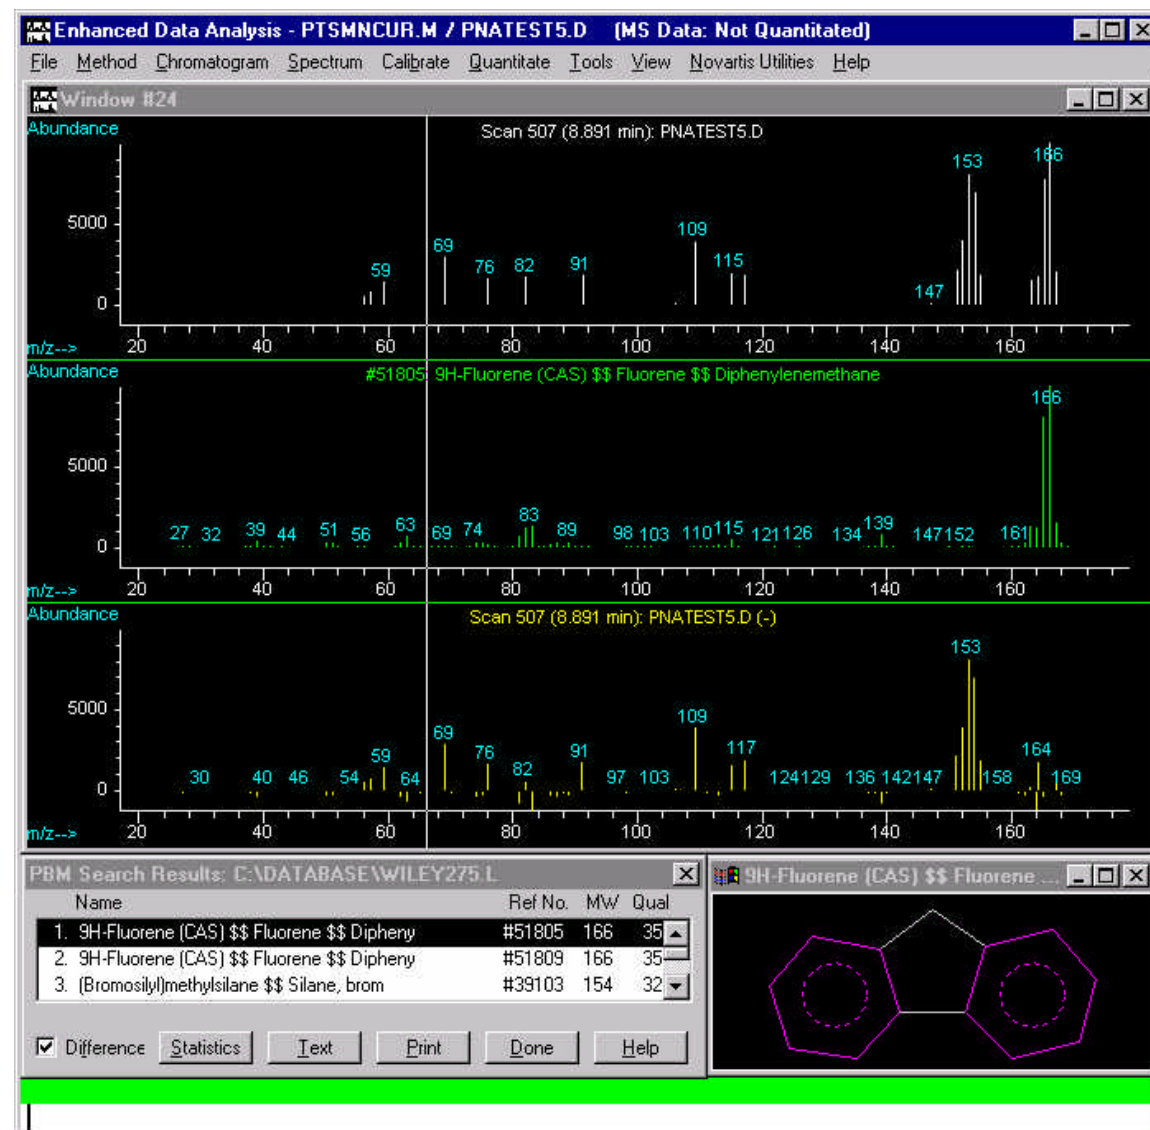 Enhanced Data Analysis - PTSMNCUR.M / PNATEST5.D (MS Data: Not Quantitated)
File Method Chromatogram Spectrum Calibrate Quantitate Tools View Novartis Utilities Help
Window #24
Abundance
Scan 507 (8.891 min): PNATEST5.D
166
153
109
69
115
59 76 82 91
5000
147
0
m/z--> 20 40 60 80 100 120 140 160
Abundance
#51805: 9H-Fluorene (CAS) $$ Fluorene $$ Diphenylenemethane
166
5000
27 32 39 44 51 56 63 69 74 83 89 98 103 110 115 121 126 134 139 147 152 161
0
m/z--> 20 40 60 80 100 120 140 160
Abundance
Scan 507 (8.891 min): PNATEST5.D (-)
153
5000
109
69
59 76 91 117 164
30 40 46 54 64 82 97 103 124 129 136 142 147 158 169
0
m/z--> 20 40 60 80 100 120 140 160
PBM Search Results: C:\DATABASE\WILEY275.L
Name Ref No. MW Qual
1. 9H-Fluorene (CAS) $$ Fluorene $$ Dipheny #51805 166 35
2. 9H-Fluorene (CAS) $$ Fluorene $$ Dipheny #51809 166 35
3. (Bromosilyl)methylsilane $$ Silane, brom #39103 154 32
Difference Statistics Text Print Done Help
9H-Fluorene (CAS) $$ Fluorene ...